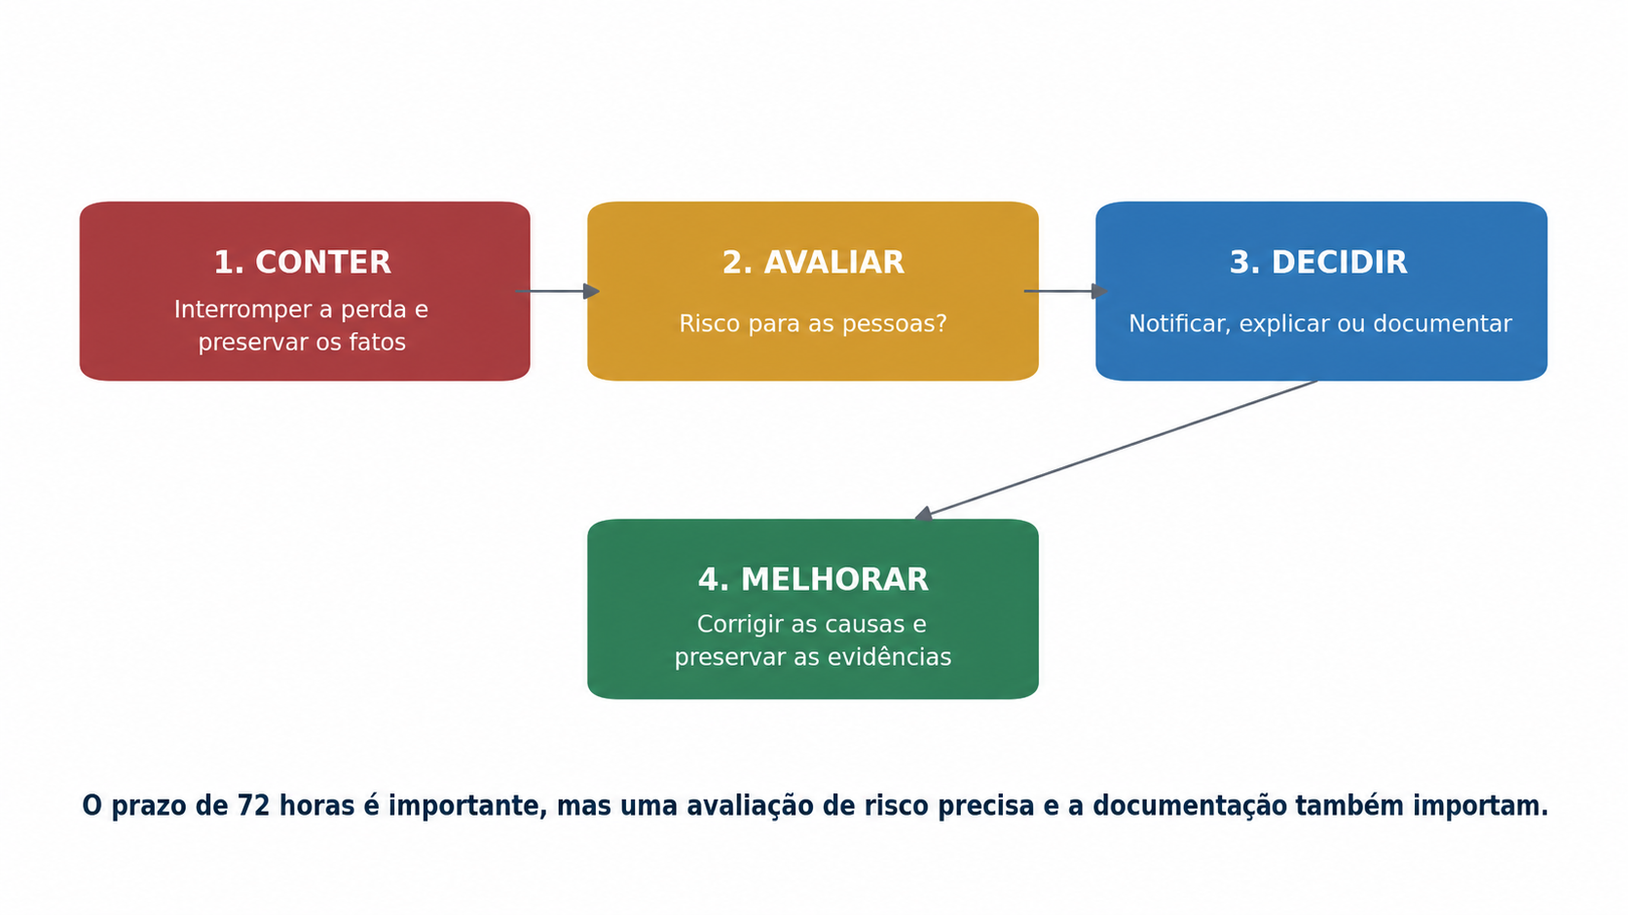 1. CONTER
Interromper a perda e
preservar os fatos
2. AVALIAR
Risco para as pessoas?
3. DECIDIR
Notificar, explicar ou documentar
4. MELHORAR
Corrigir as causas e
preservar as evidências
O prazo de 72 horas é importante, mas uma avaliação de risco precisa e a documentação também importam.